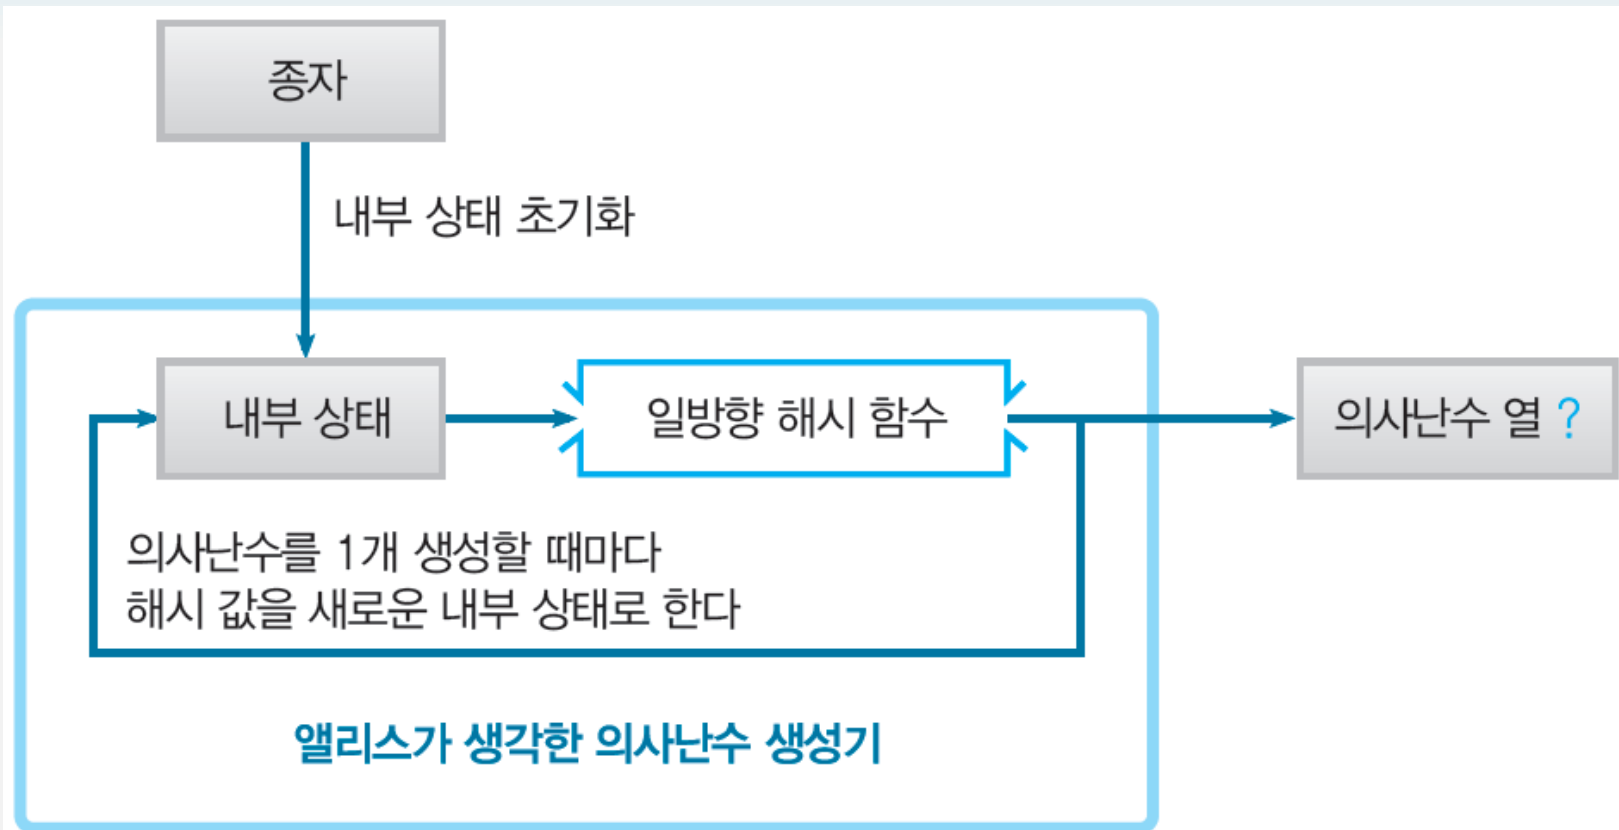 종자
내부 상태 초기화
내부 상태
일방향 해시 함수
의사난수 열 ?
의사난수를 1개 생성할 때마다
해시 값을 새로운 내부 상태로 한다
앨리스가 생각한 의사난수 생성기